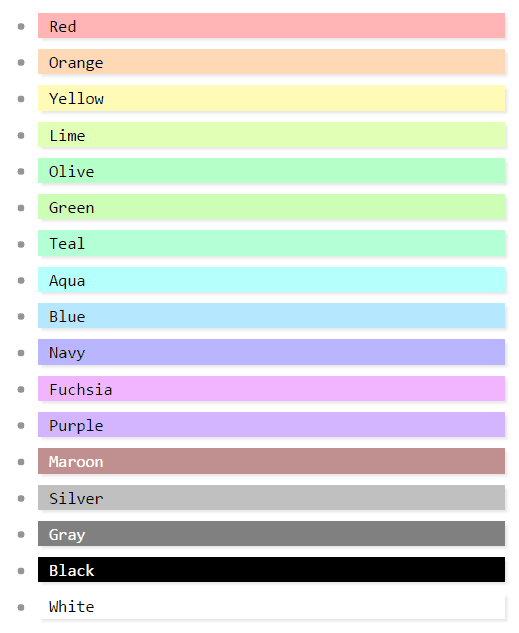 Red
Orange
Yellow
Lime
Olive
Green
Teal
Aqua
Blue
Navy
Fuchsia
Purple
Maroon
Silver
Gray
Black
White